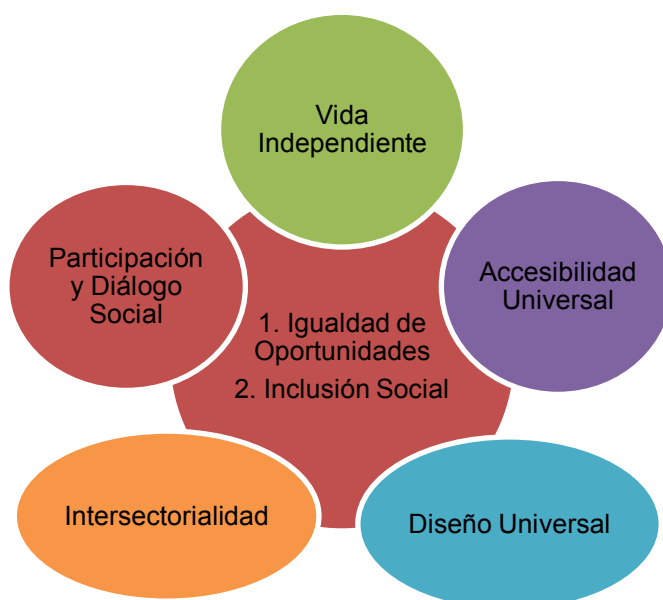 Vida
Independiente
Participación
y Diálogo
Social
Accesibilidad
Universal
1. Igualdad de
Oportunidades
2. Inclusión Social
Intersectorialidad
Diseño Universal